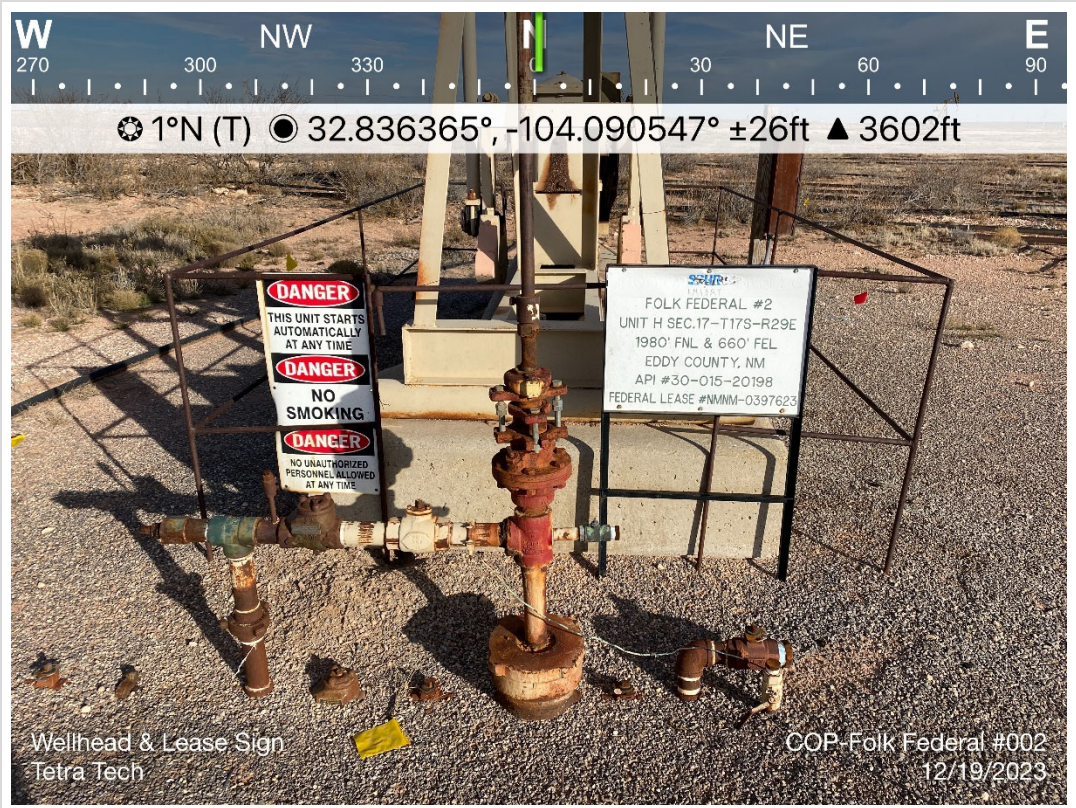 W NW N NE E
270 300 330 0 30 60 90
1°N (T) 32.836365°, -104.090547° ±26ft ▲ 3602ft
DANGER
THIS UNIT STARTS
AUTOMATICALLY
AT ANY TIME
DANGER
NO
SMOKING
DANGER
NO UNAUTHORIZED
PERSONNEL ALLOWED
AT ANY TIME
FOLK FEDERAL #2
UNIT H SEC.17-T17S-R29E
1980' FNL & 660' FEL
EDDY COUNTY, NM
API #30-015-20198
FEDERAL LEASE #NMNM-0397623
Wellhead & Lease Sign
Tetra Tech
COP-Folk Federal #002
12/19/2023